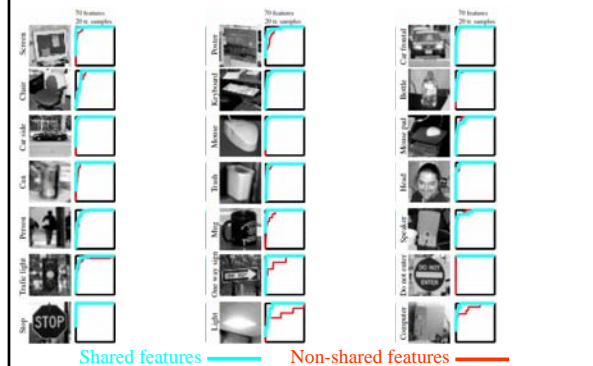 70 features
20 tr. samples
70 features
20 tr. samples
70 features
20 tr. samples
Screen
Poster
Car frontal
Chair
Keyboard
Bottle
Car side
Mouse
Mouse pad
Can
Trash
Head
Person
Mug
Speaker
Trafic light
One way sign
ONE WAY
Do not enter
DO NOT
ENTER
Stop
STOP
Light
Computer
Shared features
Non-shared features